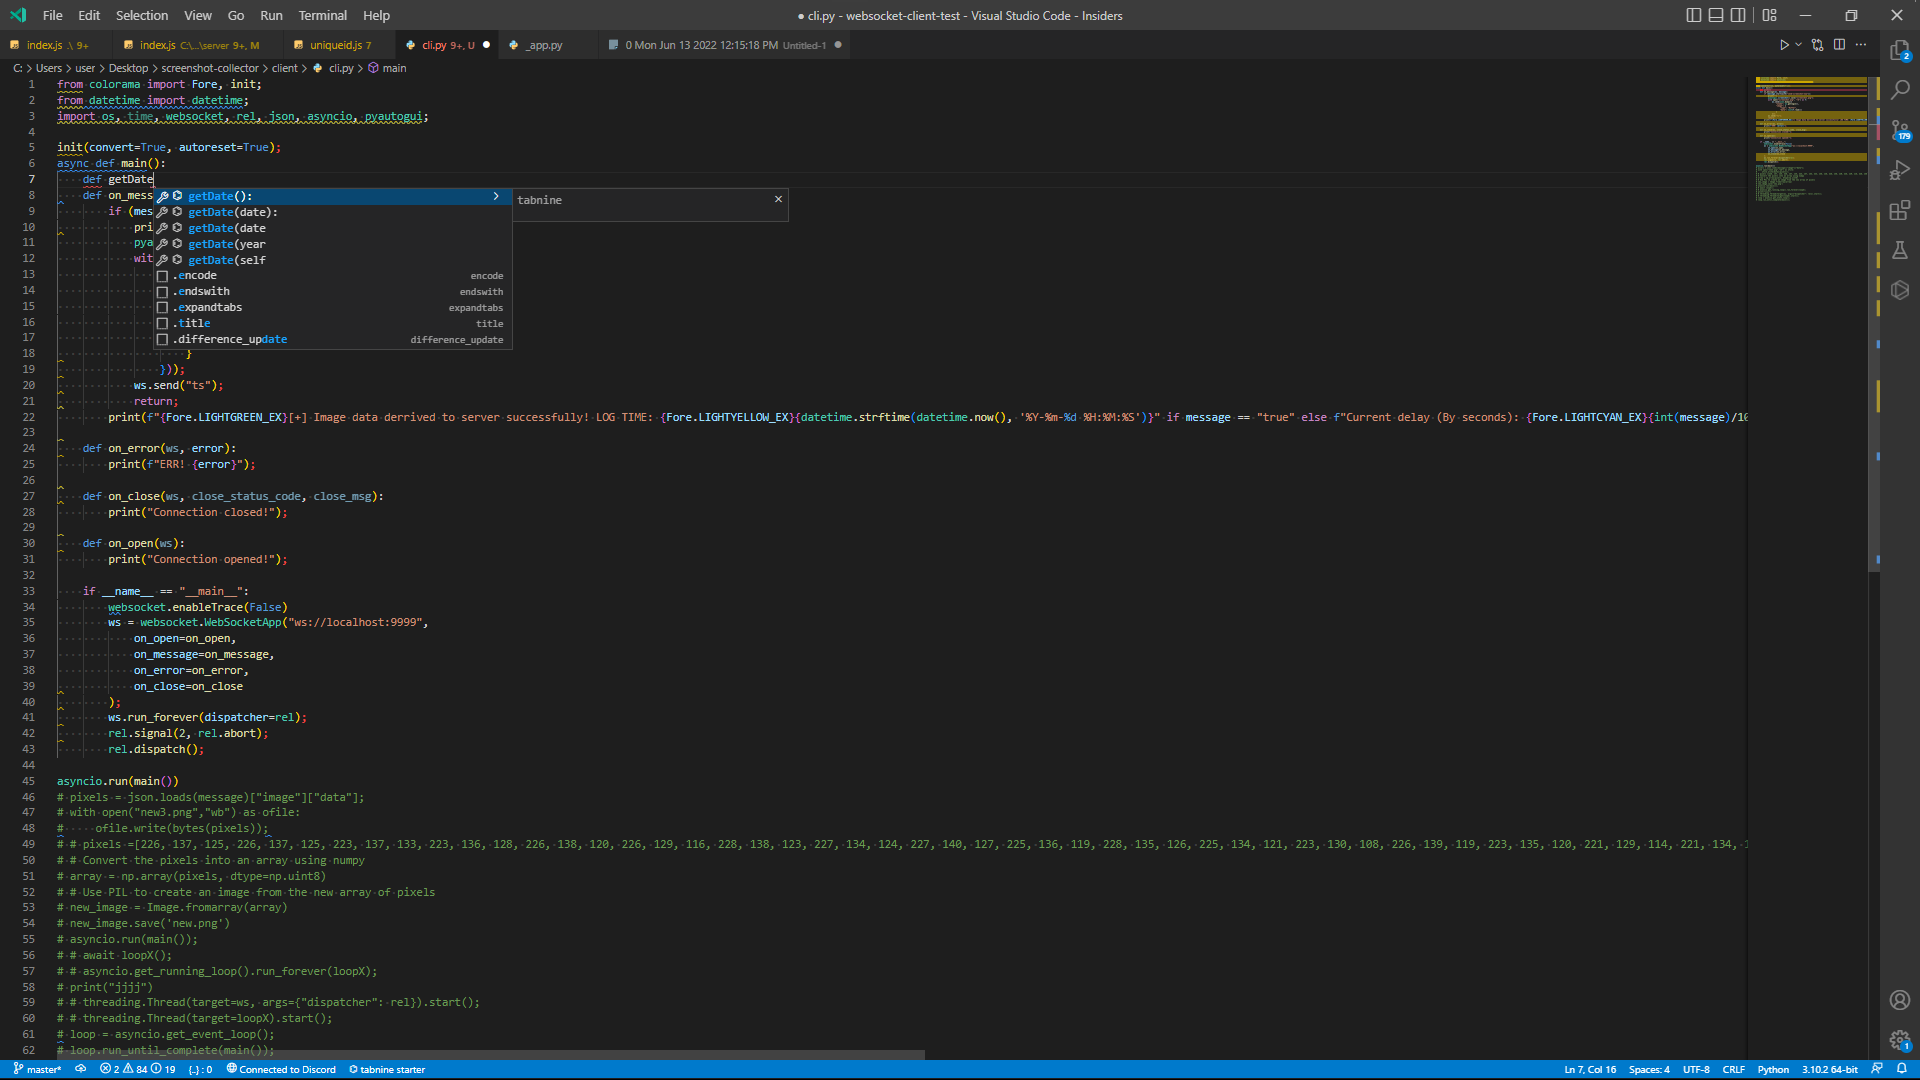 File Edit Selection View Go Run Terminal Help
● cli.py - websocket-client-test - Visual Studio Code - Insiders
index.js .\ 9+
index.js C:\...\server 9+, M
uniqueid.js 7
cli.py 9+, U
_app.py
0 Mon Jun 13 2022 12:15:18 PM Untitled-1
C: > Users > user > Desktop > screenshot-collector > client > cli.py > main
1 from colorama import Fore, init;
2 from datetime import datetime;
3 import os, time, websocket, rel, json, asyncio, pyautogui;
4
5 init(convert=True, autoreset=True);
6 async def main():
7 def getDate
8 def on_mess
9 if (mes
10 pri
11 pya
12 wit
13
14
15
16
17
18 }
19 }));
20 ws.send("ts");
21 return;
22 print(f"{Fore.LIGHTGREEN_EX}[+] Image data derrived to server successfully! LOG TIME: {Fore.LIGHTYELLOW_EX}{datetime.strftime(datetime.now(), '%Y-%m-%d %H:%M:%S')}" if message == "true" else f"Current delay (By seconds): {Fore.LIGHTCYAN_EX}{int(message)/10
23
24 def on_error(ws, error):
25 print(f"ERR! {error}");
26
27 def on_close(ws, close_status_code, close_msg):
28 print("Connection closed!");
29
30 def on_open(ws):
31 print("Connection opened!");
32
33 if __name__ == "__main__":
34 websocket.enableTrace(False)
35 ws = websocket.WebSocketApp("ws://localhost:9999",
36 on_open=on_open,
37 on_message=on_message,
38 on_error=on_error,
39 on_close=on_close
40 );
41 ws.run_forever(dispatcher=rel);
42 rel.signal(2, rel.abort);
43 rel.dispatch();
44
45 asyncio.run(main())
46 # pixels = json.loads(message)["image"]["data"];
47 # with open("new3.png","wb") as ofile:
48 # ofile.write(bytes(pixels));
49 # # pixels =[226, 137, 125, 226, 137, 125, 223, 137, 133, 223, 136, 128, 226, 138, 120, 226, 129, 116, 228, 138, 123, 227, 134, 124, 227, 140, 127, 225, 136, 119, 228, 135, 126, 225, 134, 121, 223, 130, 108, 226, 139, 119, 223, 135, 120, 221, 129, 114, 221, 134, 1
50 # # Convert the pixels into an array using numpy
51 # array = np.array(pixels, dtype=np.uint8)
52 # # Use PIL to create an image from the new array of pixels
53 # new_image = Image.fromarray(array)
54 # new_image.save('new.png')
55 # asyncio.run(main());
56 # # await loopX();
57 # # asyncio.get_running_loop().run_forever(loopX);
58 # print("jjjj")
59 # # threading.Thread(target=ws, args={"dispatcher": rel}).start();
60 # # threading.Thread(target=loopX).start();
61 # loop = asyncio.get_event_loop();
62 # loop.run_until_complete(main());
getDate():
getDate(date):
getDate(date
getDate(year
getDate(self
.encode encode
.endswith endswith
.expandtabs expandtabs
.title title
.difference_update difference_update
tabnine
2
179
1
master* 2 84 19 {..} : 0 Connected to Discord tabnine starter
Ln 7, Col 16 Spaces: 4 UTF-8 CRLF Python 3.10.2 64-bit